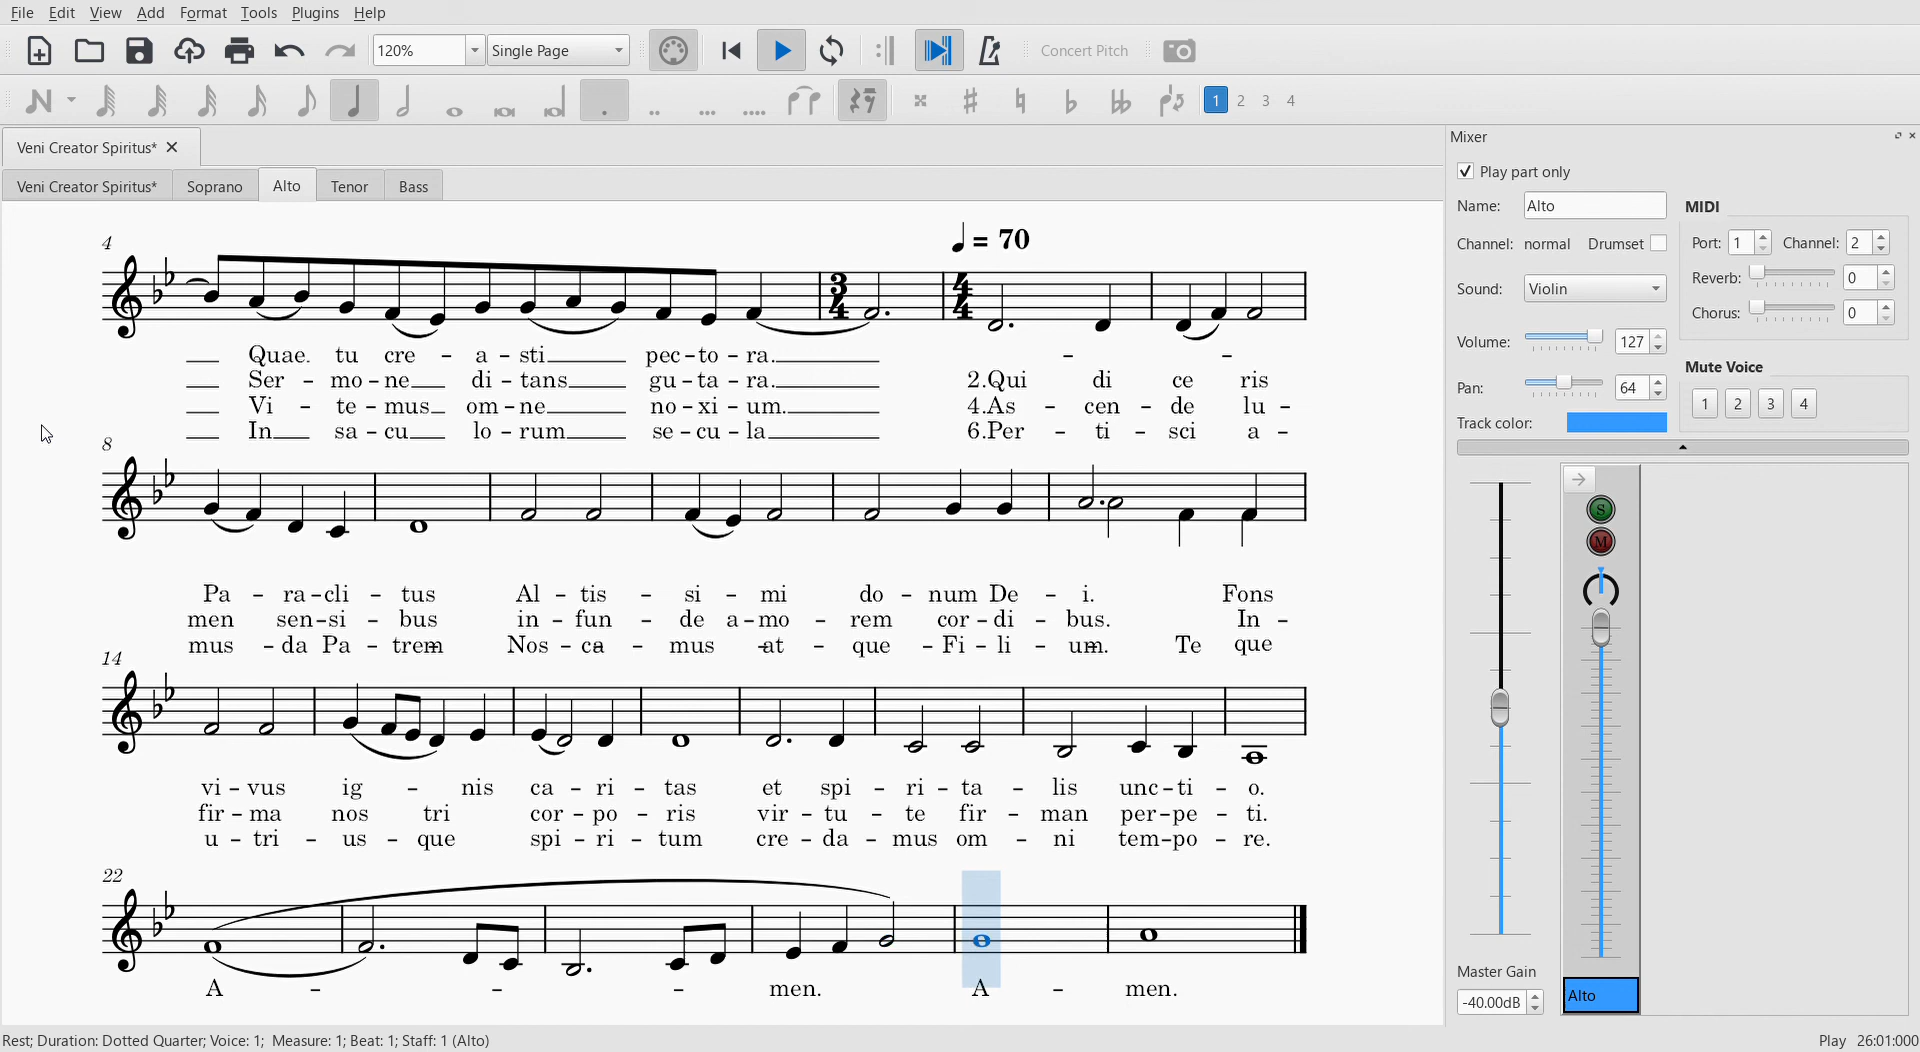 File Edit View Add Format Tools Plugins Help
120% Single Page Concert Pitch
1 2 3 4
Veni Creator Spiritus*
Veni Creator Spiritus* Soprano Alto Tenor Bass
4
= 70
3 4 4 4
Quae. tu cre - a - sti pec - to - ra. - -
Ser - mo - ne di - tans gu - ta - ra. 2.Qui di ce ris
Vi - te - mus om - ne no - xi - um. 4.As - cen - de lu -
In sa - cu lo - rum se - cu - la 6.Per - ti - sci a -
8
Pa - ra - cli - tus Al - tis - si - mi do - num De - i. Fons
men sen - si - bus in - fun - de a - mo - rem cor - di - bus. In -
mus - da Pa - trem Nos - ca - mus - at - que - Fi - li - um. Te que
14
vi - vus ig - nis ca - ri - tas et spi - ri - ta - lis unc - ti - o.
fir - ma nos tri cor - po - ris vir - tu - te fir - man per - pe - ti.
u - tri - us - que spi - ri - tum cre - da - mus om - ni tem - po - re.
22
A - - - men. A - men.
Mixer
Play part only
Name: Alto
Channel: normal Drumset
Sound: Violin
Volume: 127
Pan: 64
Track color:
MIDI
Port: 1 Channel: 2
Reverb: 0
Chorus: 0
Mute Voice
1 2 3 4
S
M
Master Gain
-40.00dB
Alto
Rest; Duration: Dotted Quarter; Voice: 1; Measure: 1; Beat: 1; Staff: 1 (Alto)
Play 26:01:000